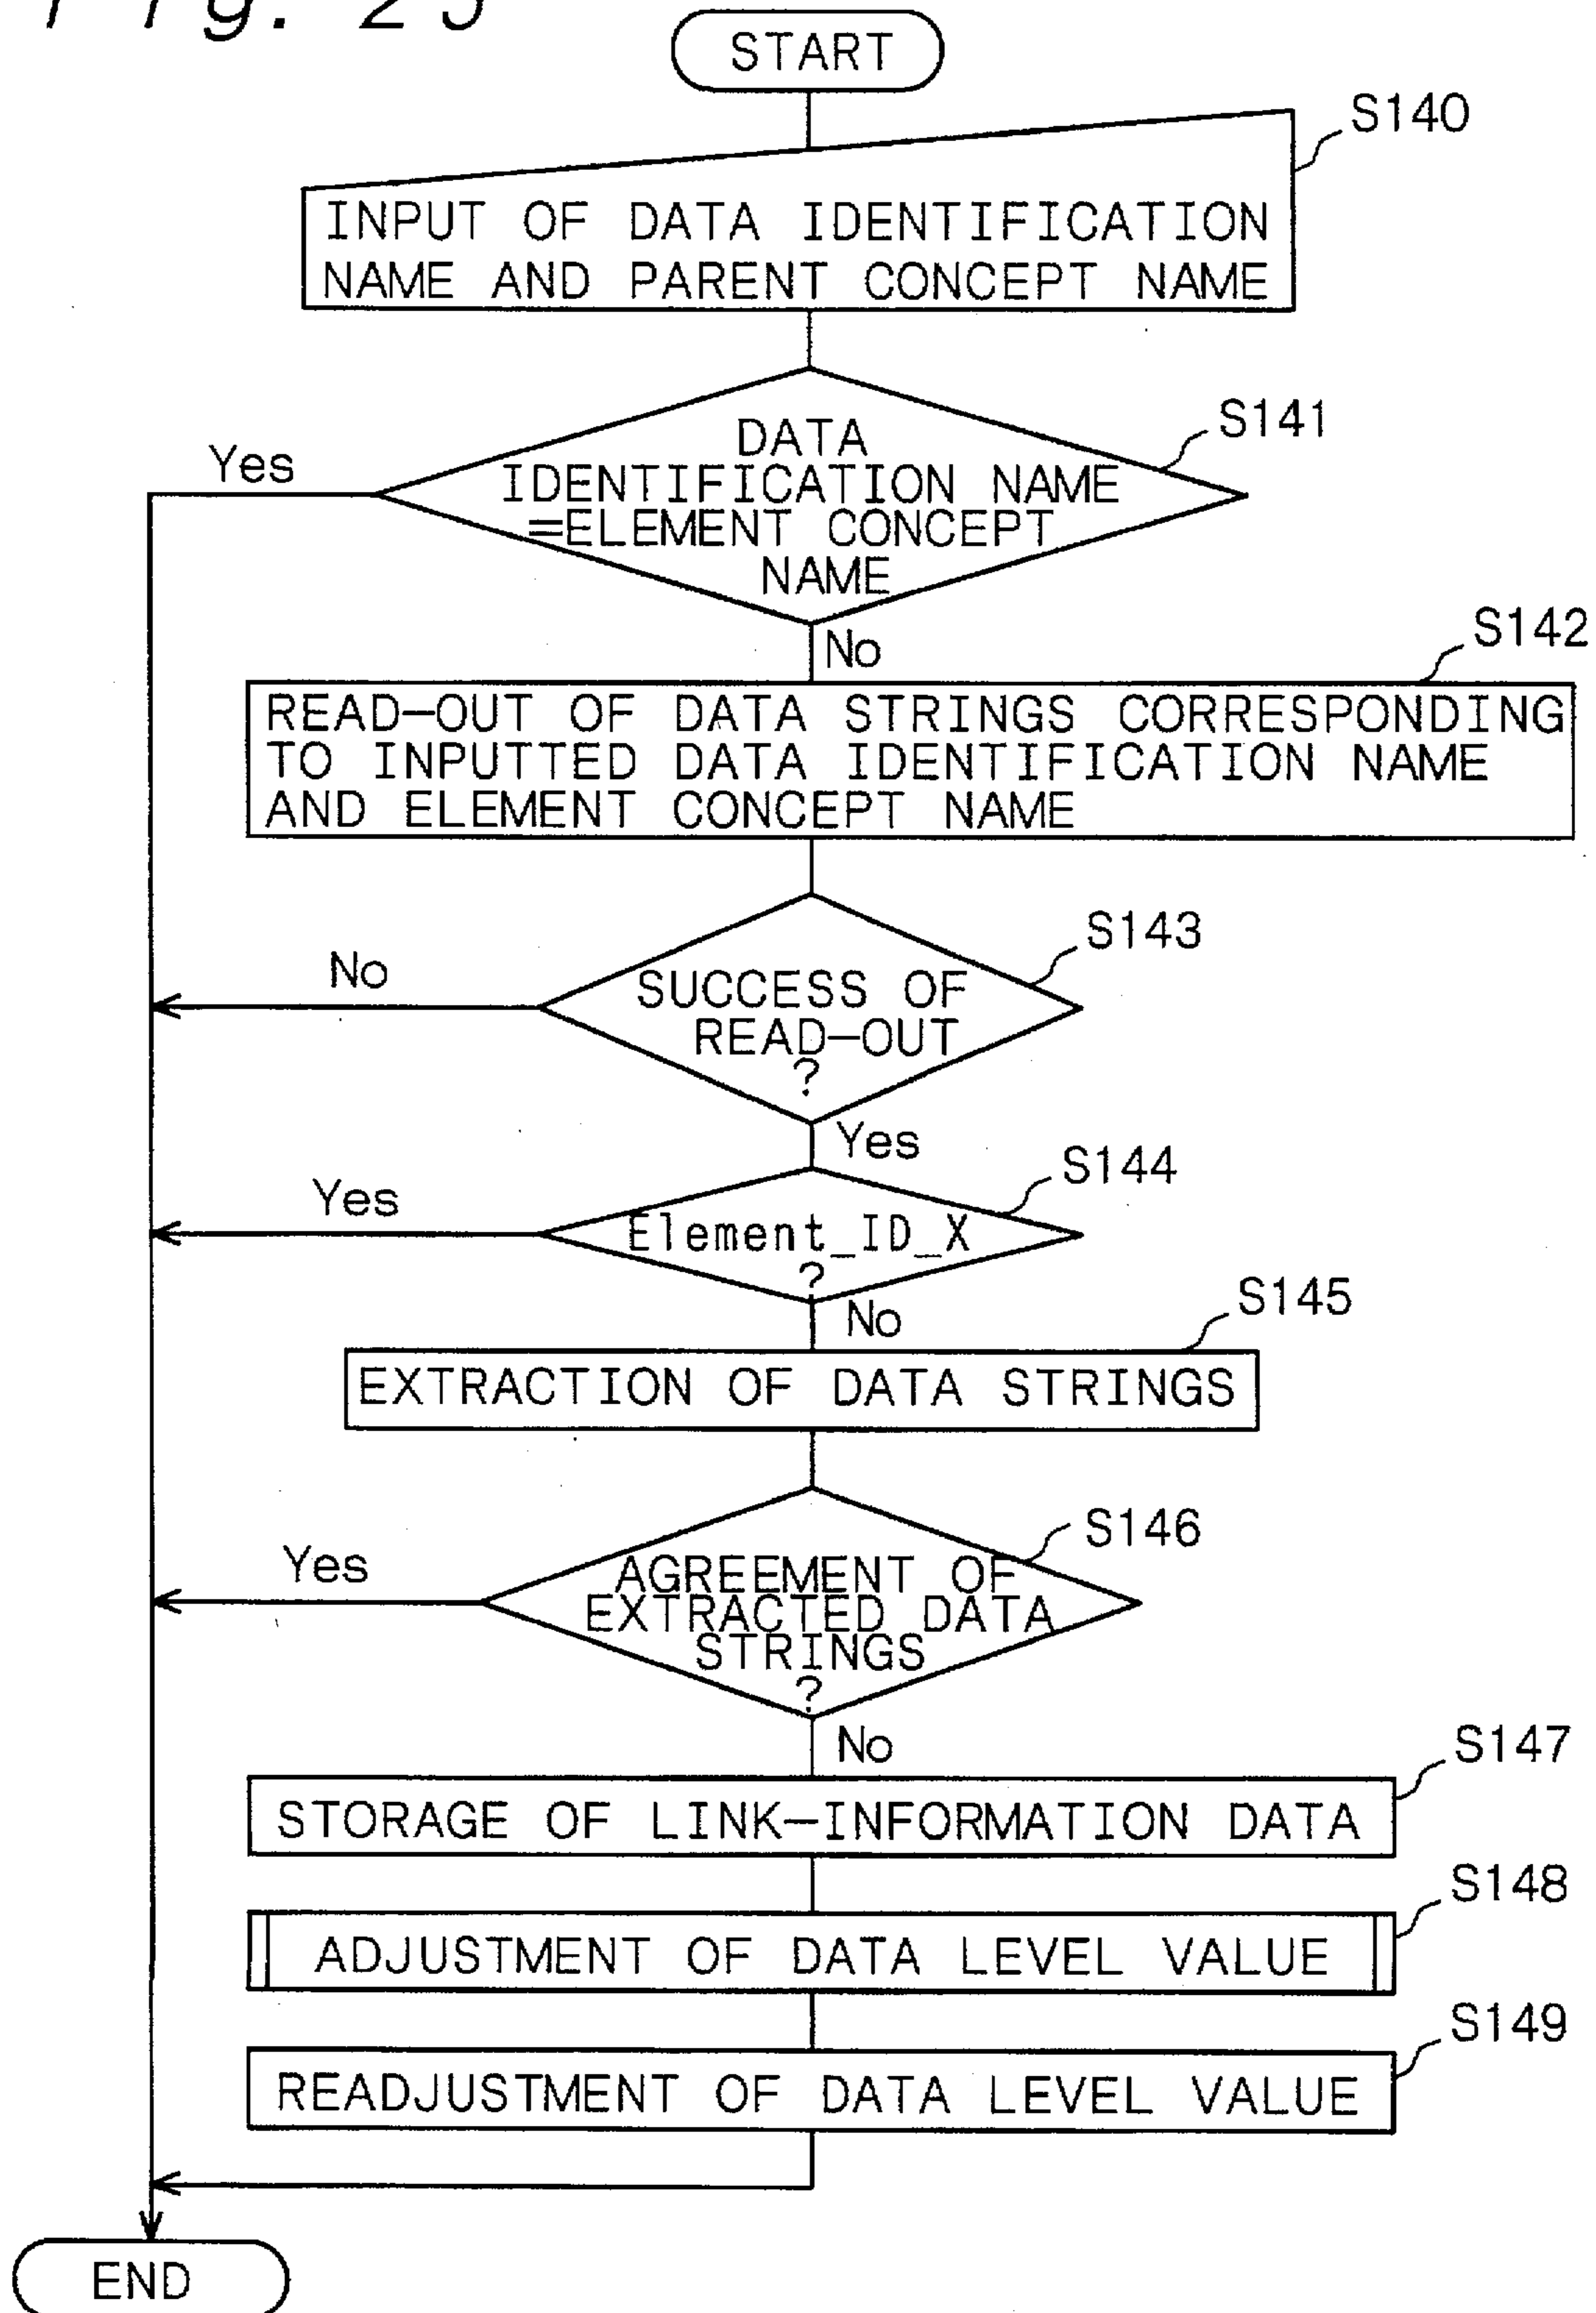 Fig. 25
START
S140
INPUT OF DATA IDENTIFICATION
NAME AND PARENT CONCEPT NAME
S141
Yes
DATA
IDENTIFICATION NAME
=ELEMENT CONCEPT
NAME
No
S142
READ-OUT OF DATA STRINGS CORRESPONDING
TO INPUTTED DATA IDENTIFICATION NAME
AND ELEMENT CONCEPT NAME
S143
No
SUCCESS OF
READ-OUT
?
Yes
S144
Yes
Element_ID_X
?
No
S145
EXTRACTION OF DATA STRINGS
S146
Yes
AGREEMENT OF
EXTRACTED DATA
STRINGS
?
No
S147
STORAGE OF LINK-INFORMATION DATA
S148
ADJUSTMENT OF DATA LEVEL VALUE
S149
READJUSTMENT OF DATA LEVEL VALUE
END